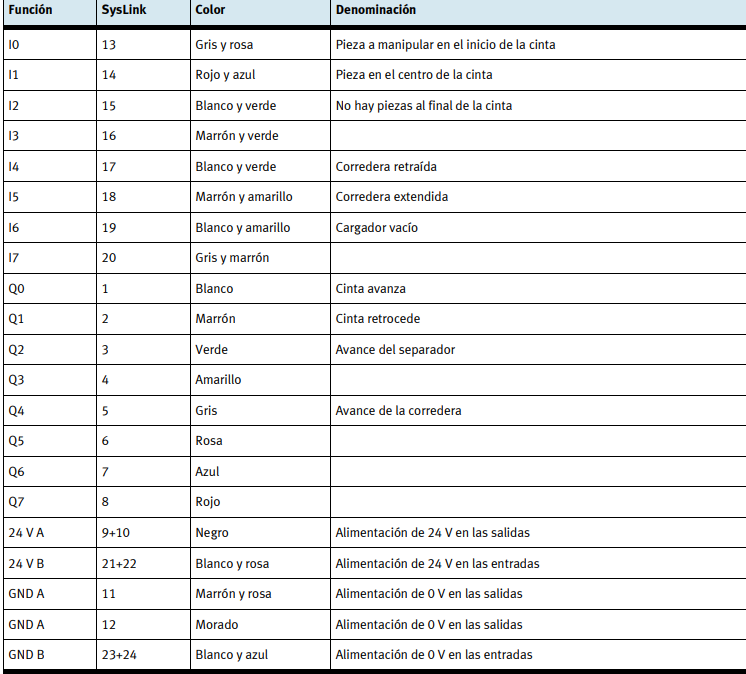 Función SysLink Color Denominación
I0 13 Gris y rosa Pieza a manipular en el inicio de la cinta
I1 14 Rojo y azul Pieza en el centro de la cinta
I2 15 Blanco y verde No hay piezas al final de la cinta
I3 16 Marrón y verde
I4 17 Blanco y verde Corredera retraída
I5 18 Marrón y amarillo Corredera extendida
I6 19 Blanco y amarillo Cargador vacío
I7 20 Gris y marrón
Q0 1 Blanco Cinta avanza
Q1 2 Marrón Cinta retrocede
Q2 3 Verde Avance del separador
Q3 4 Amarillo
Q4 5 Gris Avance de la corredera
Q5 6 Rosa
Q6 7 Azul
Q7 8 Rojo
24 V A 9+10 Negro Alimentación de 24 V en las salidas
24 V B 21+22 Blanco y rosa Alimentación de 24 V en las entradas
GND A 11 Marrón y rosa Alimentación de 0 V en las salidas
GND A 12 Morado Alimentación de 0 V en las salidas
GND B 23+24 Blanco y azul Alimentación de 0 V en las entradas